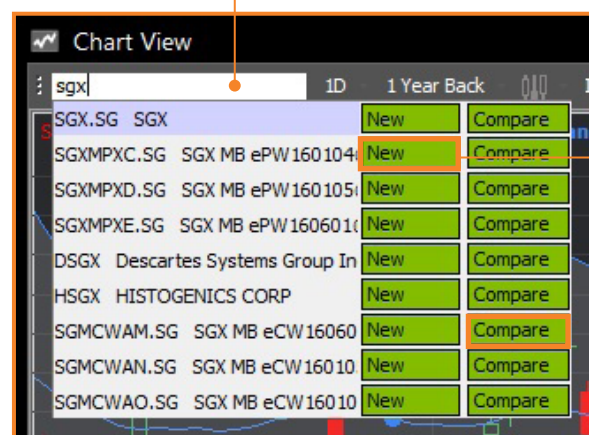 Chart View
sgx 1D 1 Year Back
SGX.SG SGX New Compare
SGXMPXC.SG SGX MB ePW160104 New Compare
SGXMPXD.SG SGX MB ePW160105 New Compare
SGXMPXE.SG SGX MB ePW160601 New Compare
DSGX Descartes Systems Group In New Compare
HSGX HISTOGENICS CORP New Compare
SGMCWAM.SG SGX MB eCW16060 New Compare
SGMCWAN.SG SGX MB eCW16010 New Compare
SGMCWAO.SG SGX MB eCW16010 New Compare